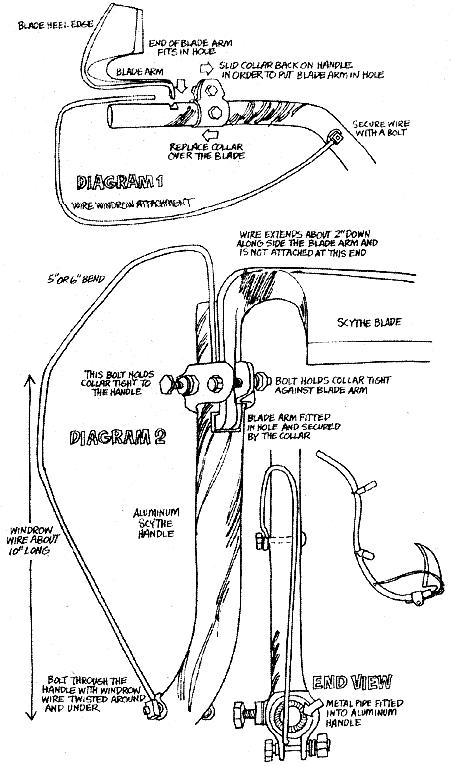 BLADE HEEL EDGE
END OF BLADE ARM
FITS IN HOLE
BLADE ARM
SLID COLLAR BACK ON HANDLE
IN ORDER TO PUT BLADE ARM IN HOLE
SECURE WIRE
WITH A BOLT
REPLACE COLLAR
OVER THE BLADE
DIAGRAM 1
WIRE WINDROW ATTACHMENT
WIRE EXTENDS ABOUT 2" DOWN
ALONG SIDE THE BLADE ARM AND
IS NOT ATTACHED AT THIS END
5" OR 6" BEND
SCYTHE BLADE
THIS BOLT HOLDS
COLLAR TIGHT TO
THE HANDLE
BOLT HOLDS COLLAR TIGHT
AGAINST BLADE ARM
BLADE ARM FITTED
IN HOLE AND SECURED
BY THE COLLAR
DIAGRAM 2
ALUMINUM
SCYTHE
HANDLE
WINDROW
WIRE ABOUT
10" LONG
BOLT THROUGH THE
HANDLE WITH WINDROW
WIRE TWISTED AROUND
AND UNDER
END VIEW
METAL PIPE FITTED
INTO ALUMINUM
HANDLE